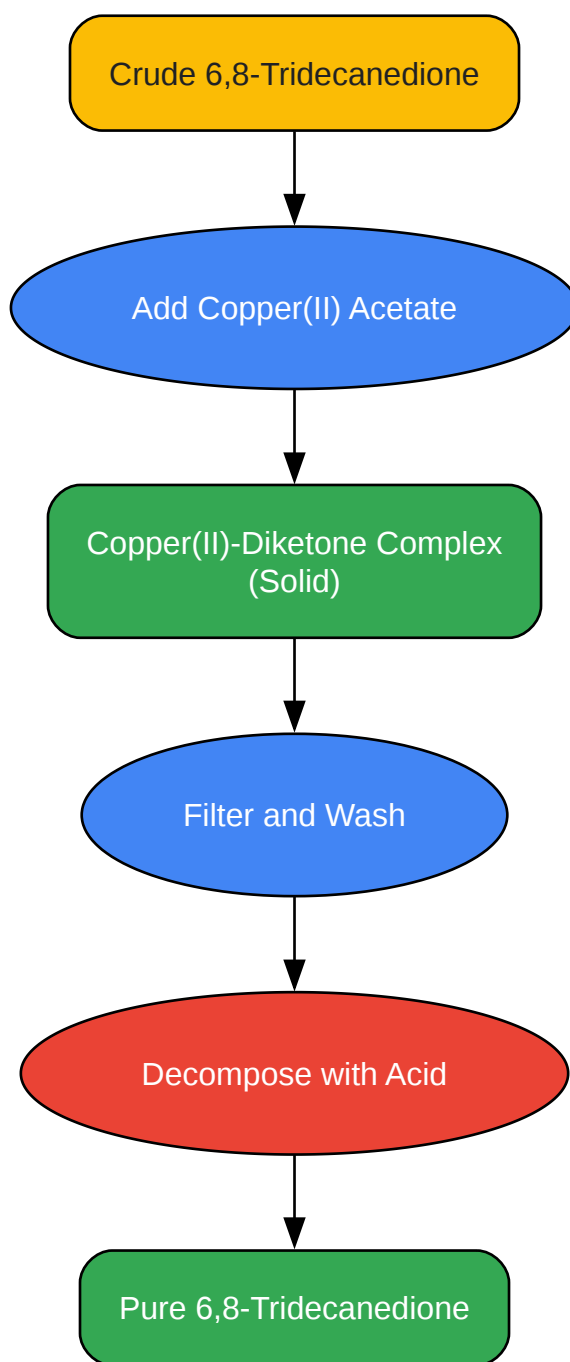 Crude 6,8-Tridecanedione
Add Copper(II) Acetate
Copper(II)-Diketone Complex
(Solid)
Filter and Wash
Decompose with Acid
Pure 6,8-Tridecanedione